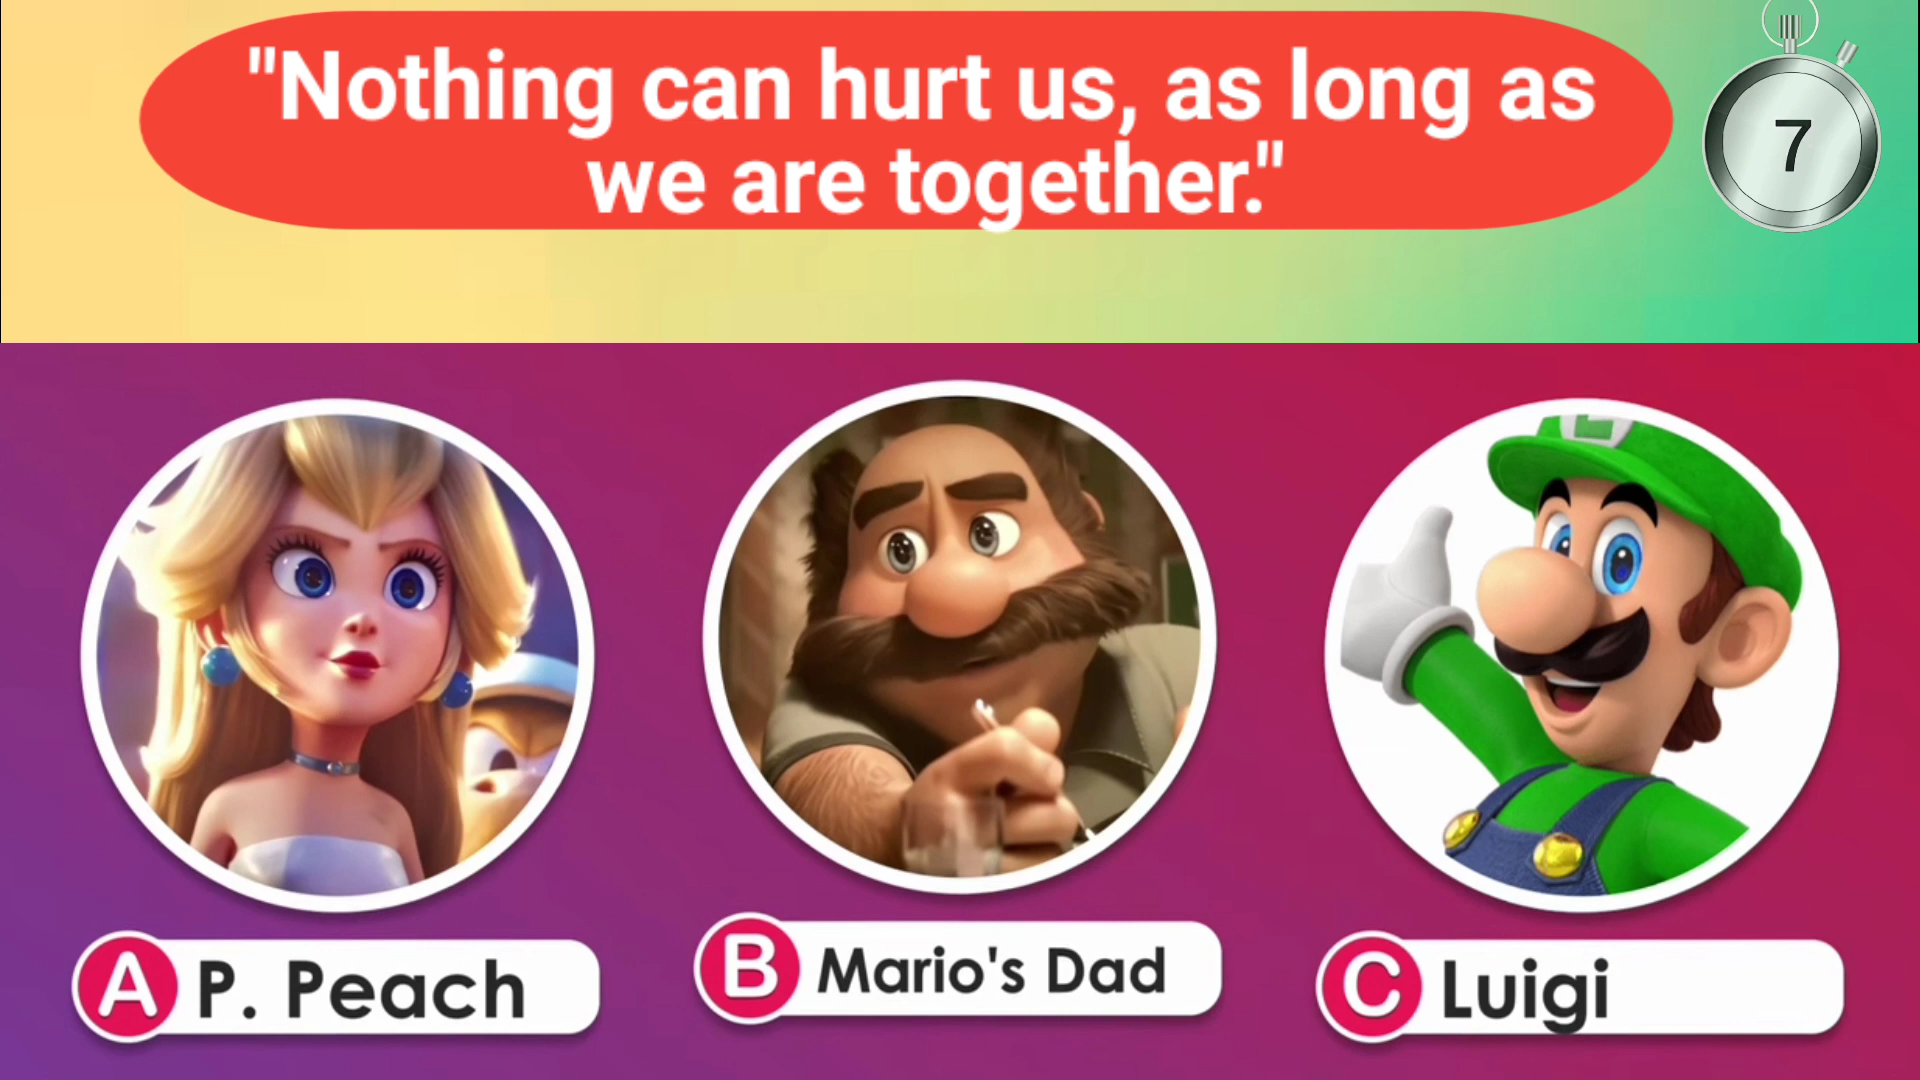 "Nothing can hurt us, as long as
we are together."
7
A P. Peach
B Mario's Dad
C Luigi